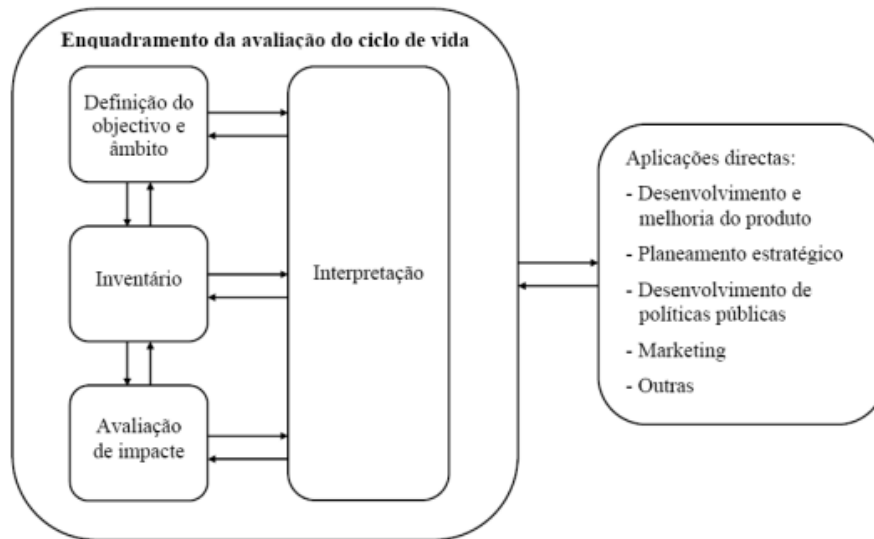 Enquadramento da avaliação do ciclo de vida
Definição do
objectivo e
âmbito
Inventário
Avaliação
de impacte
Interpretação
Aplicações directas:
- Desenvolvimento e
melhoria do produto
- Planeamento estratégico
- Desenvolvimento de
políticas públicas
- Marketing
- Outras